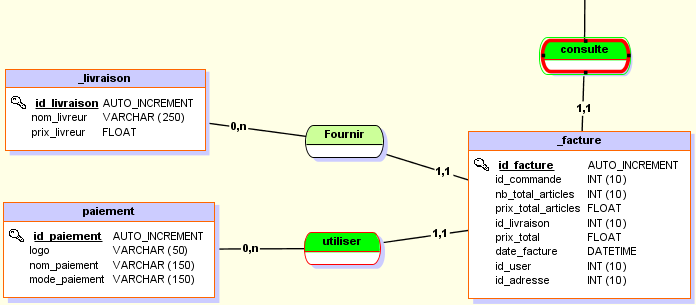 consulte
1,1
_livraison
id_livraison AUTO_INCREMENT
nom_livreur VARCHAR (250)
prix_livreur FLOAT
0,n
Fournir
1,1
_facture
id_facture AUTO_INCREMENT
id_commande INT (10)
nb_total_articles INT (10)
prix_total_articles FLOAT
id_livraison INT (10)
prix_total FLOAT
date_facture DATETIME
id_user INT (10)
id_adresse INT (10)
paiement
id_paiement AUTO_INCREMENT
logo VARCHAR (50)
nom_paiement VARCHAR (150)
mode_paiement VARCHAR (150)
0,n
utiliser
1,1